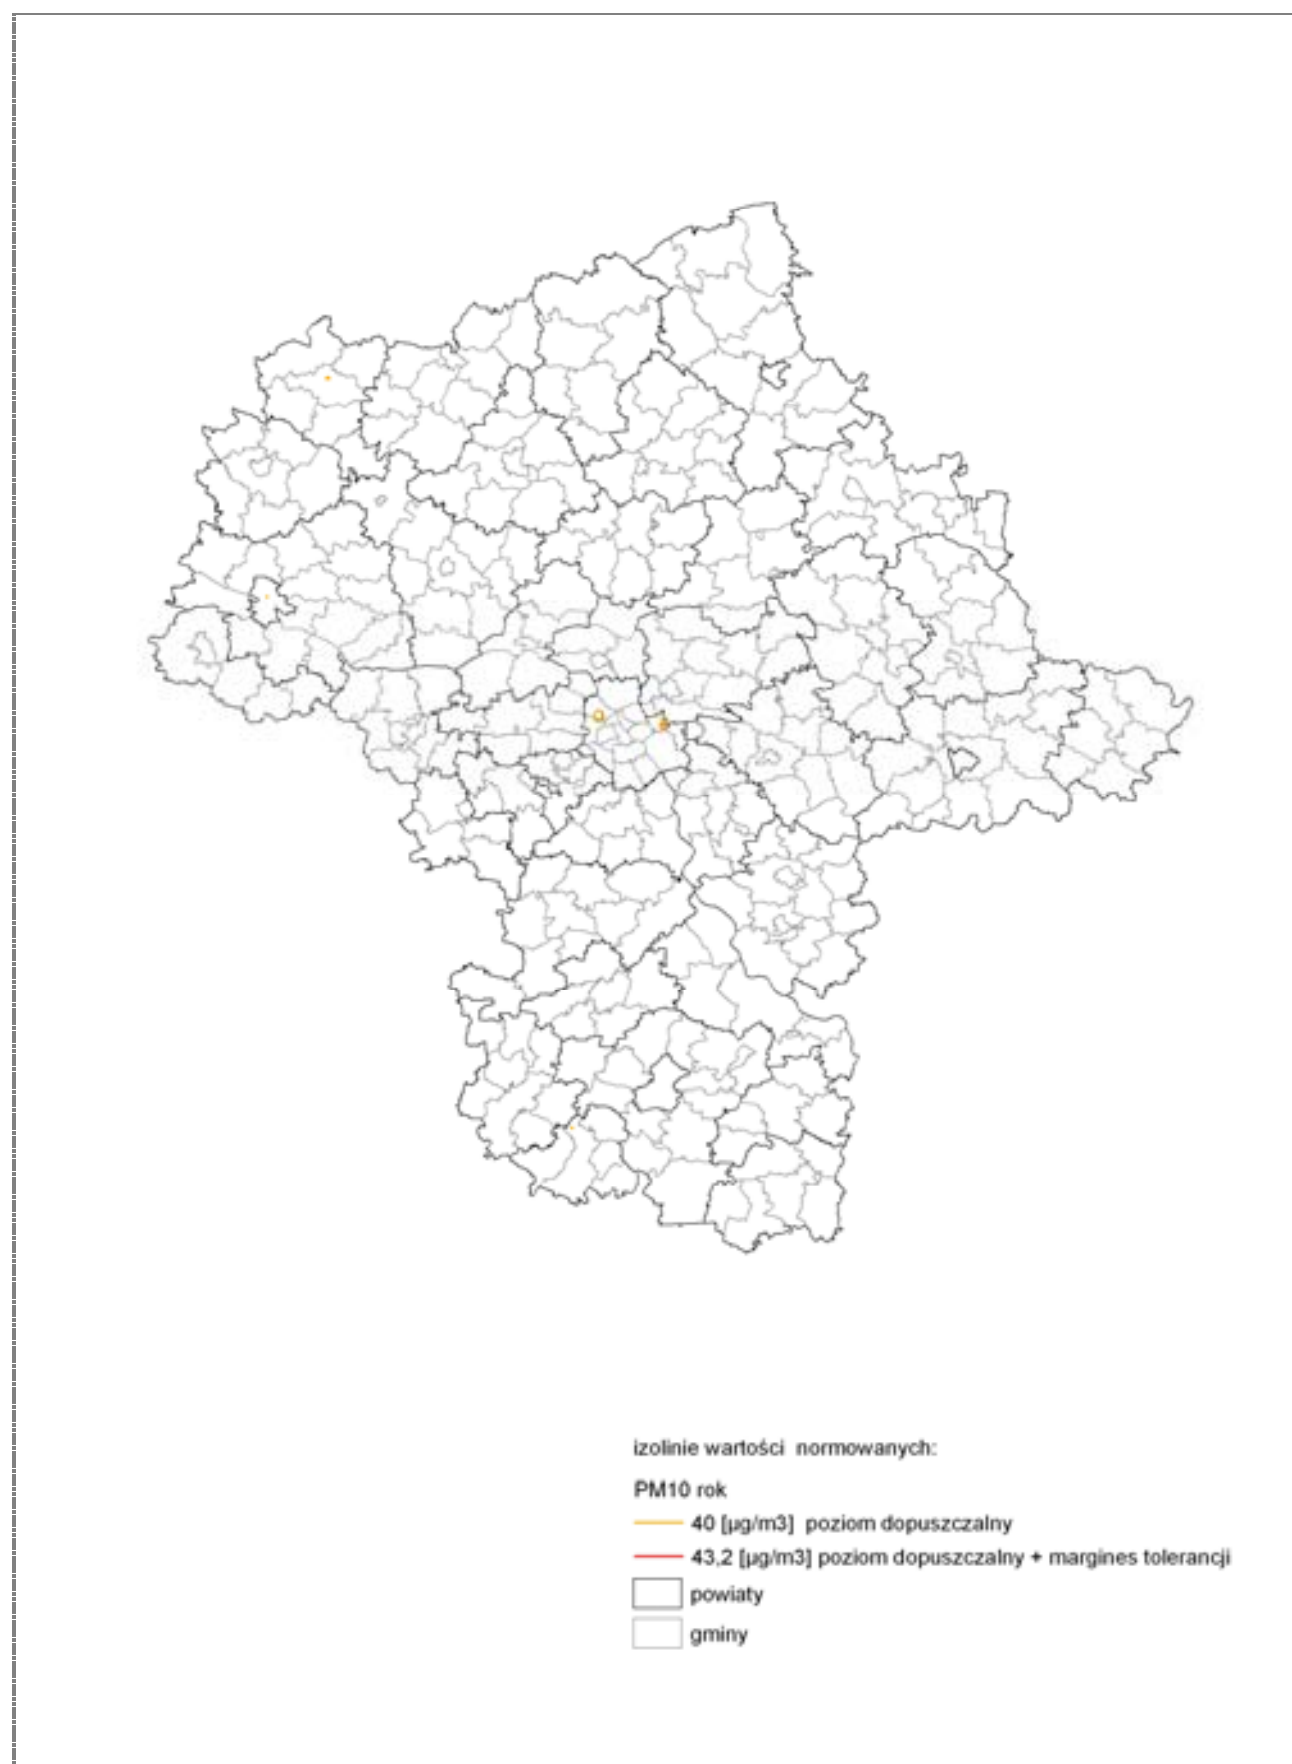 izolinie wartości normowanych:
PM10 rok
40 [µg/m3] poziom dopuszczalny
43,2 [µg/m3] poziom dopuszczalny + margines tolerancji
powiaty
gminy